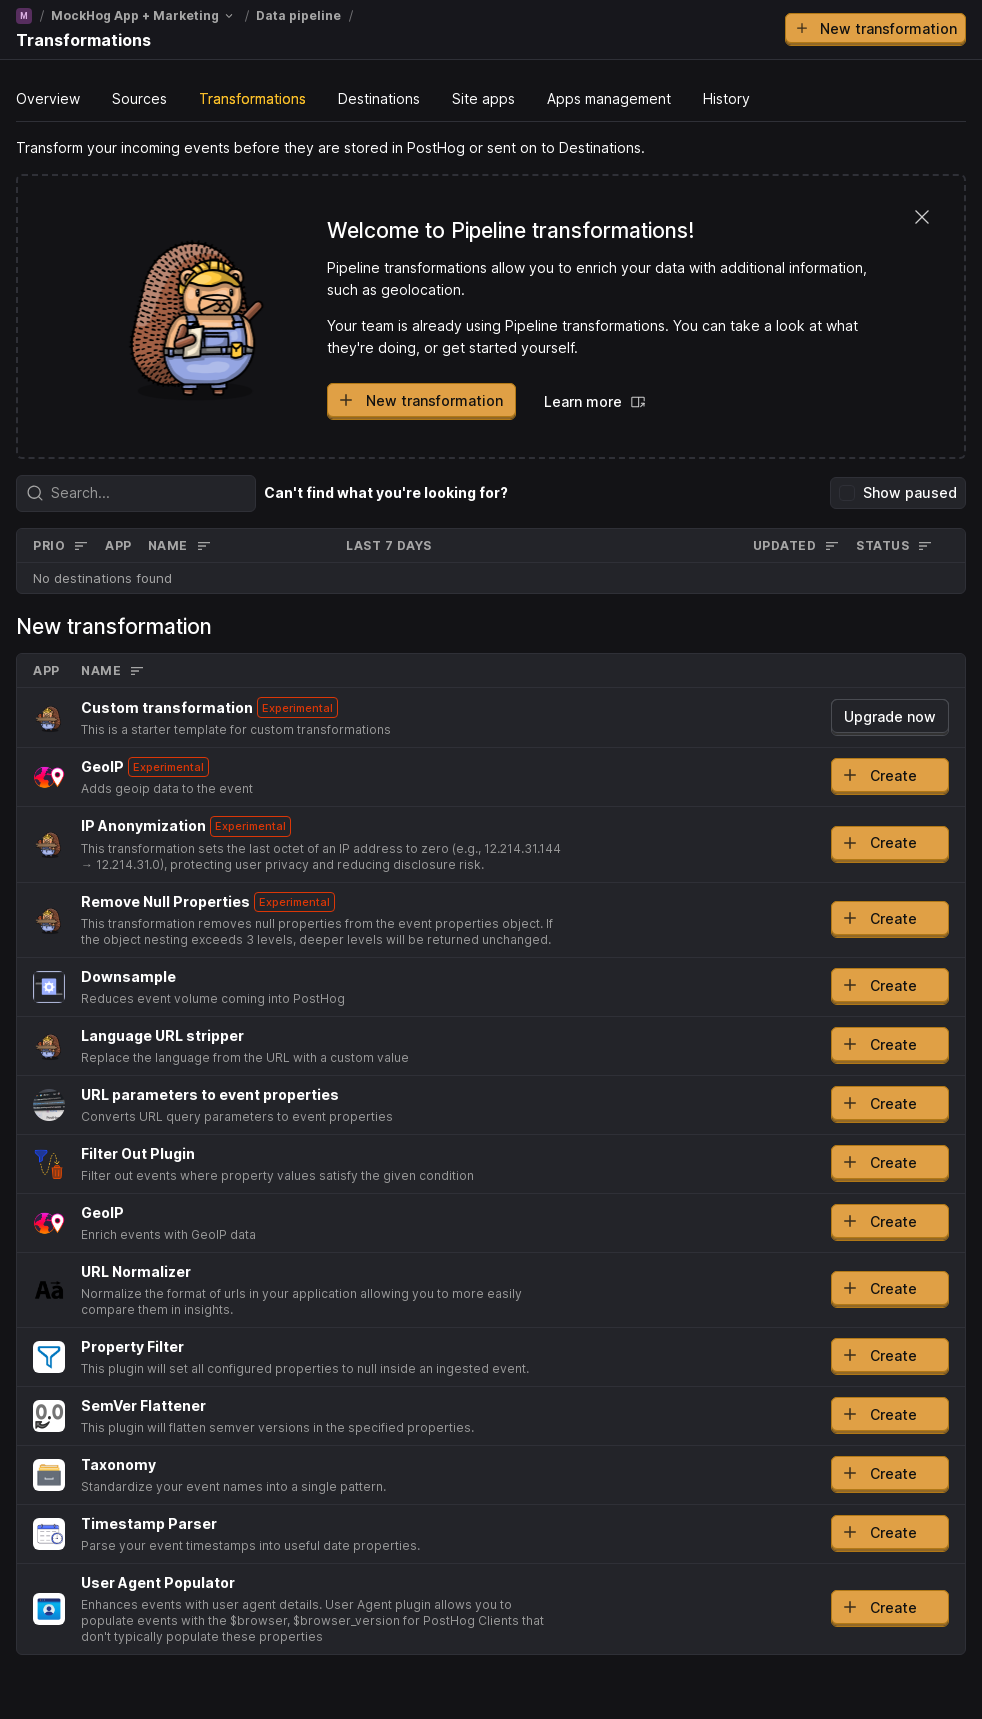 M / MockHog App + Marketing / Data pipeline /
Transformations
New transformation
Overview Sources Transformations Destinations Site apps Apps management History
Transform your incoming events before they are stored in PostHog or sent on to Destinations.
Welcome to Pipeline transformations!
Pipeline transformations allow you to enrich your data with additional information,
such as geolocation.
Your team is already using Pipeline transformations. You can take a look at what
they're doing, or get started yourself.
New transformation Learn more
Search... Can't find what you're looking for? Show paused
PRIO APP NAME LAST 7 DAYS UPDATED STATUS
No destinations found
New transformation
APP NAME
Custom transformation Experimental
This is a starter template for custom transformations
Upgrade now
GeoIP Experimental
Adds geoip data to the event
Create
IP Anonymization Experimental
This transformation sets the last octet of an IP address to zero (e.g., 12.214.31.144
→ 12.214.31.0), protecting user privacy and reducing disclosure risk.
Create
Remove Null Properties Experimental
This transformation removes null properties from the event properties object. If
the object nesting exceeds 3 levels, deeper levels will be returned unchanged.
Create
Downsample
Reduces event volume coming into PostHog
Create
Language URL stripper
Replace the language from the URL with a custom value
Create
URL parameters to event properties
Converts URL query parameters to event properties
Create
Filter Out Plugin
Filter out events where property values satisfy the given condition
Create
GeoIP
Enrich events with GeoIP data
Create
Aa
URL Normalizer
Normalize the format of urls in your application allowing you to more easily
compare them in insights.
Create
Property Filter
This plugin will set all configured properties to null inside an ingested event.
Create
0.0
SemVer Flattener
This plugin will flatten semver versions in the specified properties.
Create
Taxonomy
Standardize your event names into a single pattern.
Create
Timestamp Parser
Parse your event timestamps into useful date properties.
Create
User Agent Populator
Enhances events with user agent details. User Agent plugin allows you to
populate events with the $browser, $browser_version for PostHog Clients that
don't typically populate these properties
Create